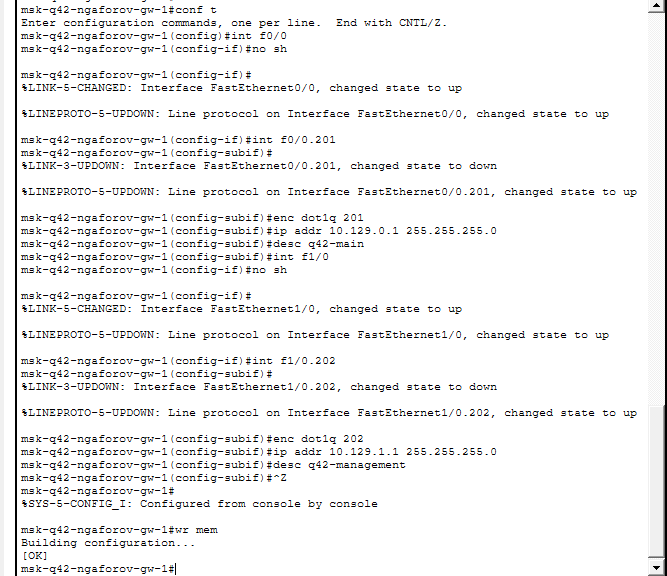 msk-q42-ngaforov-gw-1#conf t
Enter configuration commands, one per line.  End with CNTL/Z.
msk-q42-ngaforov-gw-1(config)#int f0/0
msk-q42-ngaforov-gw-1(config-if)#no sh
msk-q42-ngaforov-gw-1(config-if)#
%LINK-5-CHANGED: Interface FastEthernet0/0, changed state to up
%LINEPROTO-5-UPDOWN: Line protocol on Interface FastEthernet0/0, changed state to up
msk-q42-ngaforov-gw-1(config-if)#int f0/0.201
msk-q42-ngaforov-gw-1(config-subif)#
%LINK-3-UPDOWN: Interface FastEthernet0/0.201, changed state to down
%LINEPROTO-5-UPDOWN: Line protocol on Interface FastEthernet0/0.201, changed state to up
msk-q42-ngaforov-gw-1(config-subif)#enc dot1q 201
msk-q42-ngaforov-gw-1(config-subif)#ip addr 10.129.0.1 255.255.255.0
msk-q42-ngaforov-gw-1(config-subif)#desc q42-main
msk-q42-ngaforov-gw-1(config-subif)#int f1/0
msk-q42-ngaforov-gw-1(config-if)#no sh
msk-q42-ngaforov-gw-1(config-if)#
%LINK-5-CHANGED: Interface FastEthernet1/0, changed state to up
%LINEPROTO-5-UPDOWN: Line protocol on Interface FastEthernet1/0, changed state to up
msk-q42-ngaforov-gw-1(config-if)#int f1/0.202
msk-q42-ngaforov-gw-1(config-subif)#
%LINK-3-UPDOWN: Interface FastEthernet1/0.202, changed state to down
%LINEPROTO-5-UPDOWN: Line protocol on Interface FastEthernet1/0.202, changed state to up
msk-q42-ngaforov-gw-1(config-subif)#enc dot1q 202
msk-q42-ngaforov-gw-1(config-subif)#ip addr 10.129.1.1 255.255.255.0
msk-q42-ngaforov-gw-1(config-subif)#desc q42-management
msk-q42-ngaforov-gw-1(config-subif)#^Z
msk-q42-ngaforov-gw-1#
%SYS-5-CONFIG_I: Configured from console by console
msk-q42-ngaforov-gw-1#wr mem
Building configuration...
[OK]
msk-q42-ngaforov-gw-1#